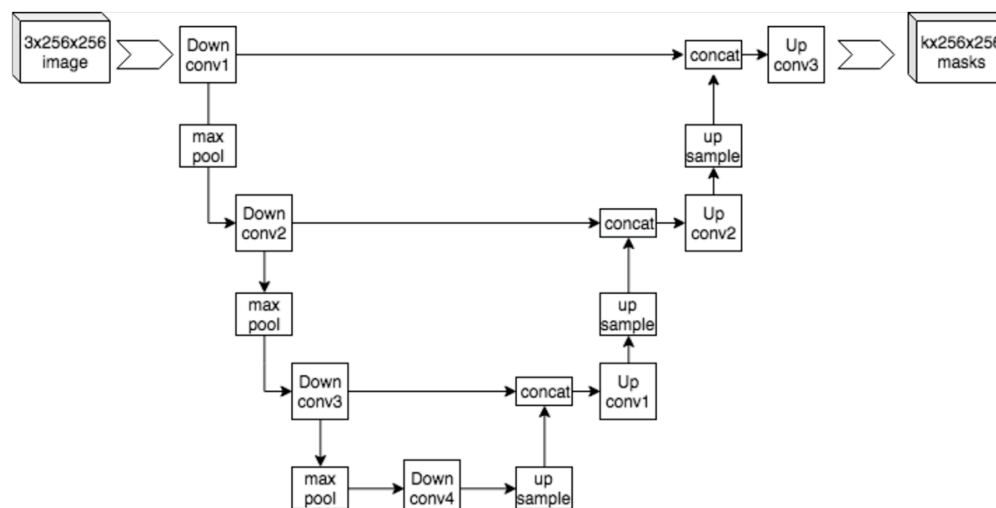 3x256x256
image
Down
conv1
concat
Up
conv3
kx256x256
masks
max
pool
up
sample
Down
conv2
concat
Up
conv2
max
pool
up
sample
Down
conv3
concat
Up
conv1
max
pool
Down
conv4
up
sample